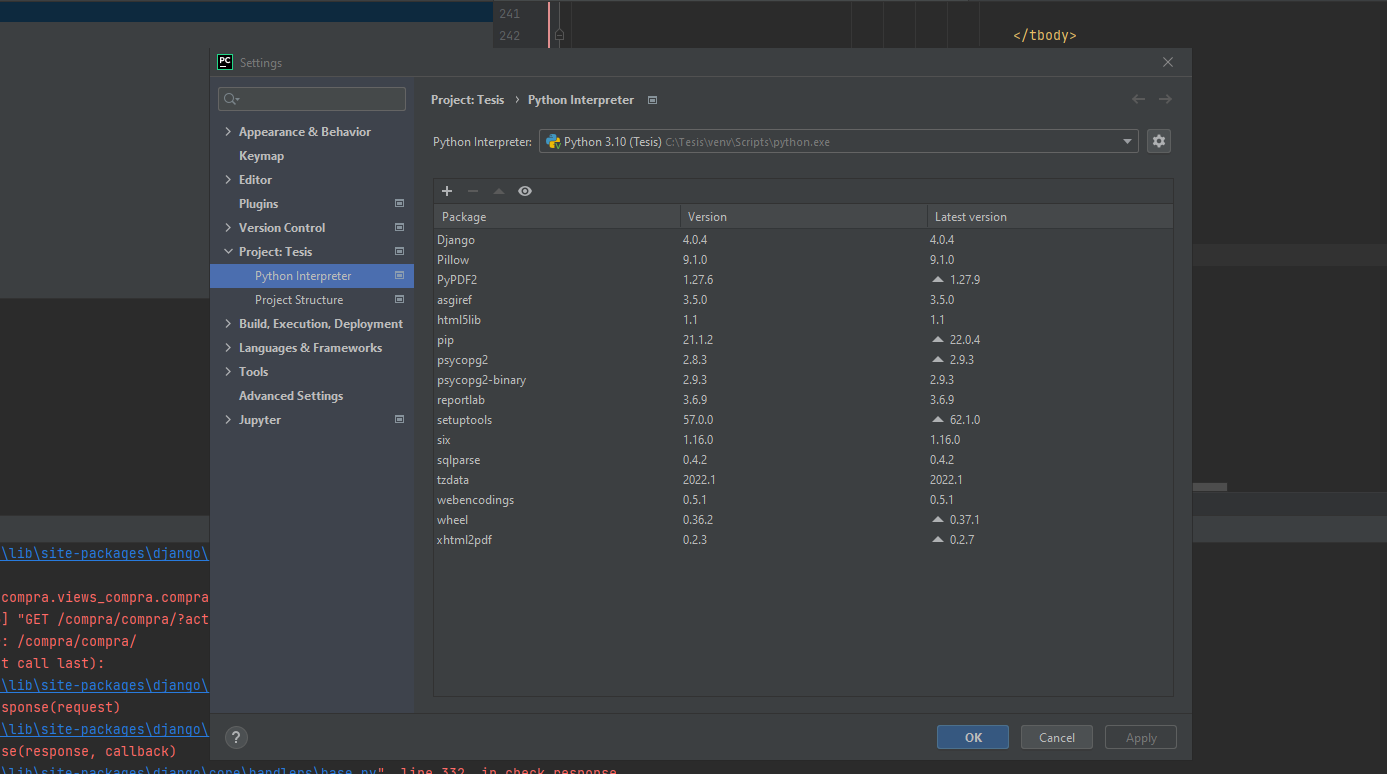 241
242
</tbody>
PC Settings
Project: Tesis › Python Interpreter
Python Interpreter: Python 3.10 (Tesis) C:\Tesis\venv\Scripts\python.exe
Appearance & Behavior
Keymap
Editor
Plugins
Version Control
Project: Tesis
Python Interpreter
Project Structure
Build, Execution, Deployment
Languages & Frameworks
Tools
Advanced Settings
Jupyter
Package Version Latest version
Django 4.0.4 4.0.4
Pillow 9.1.0 9.1.0
PyPDF2 1.27.6 1.27.9
asgiref 3.5.0 3.5.0
html5lib 1.1 1.1
pip 21.1.2 22.0.4
psycopg2 2.8.3 2.9.3
psycopg2-binary 2.9.3 2.9.3
reportlab 3.6.9 3.6.9
setuptools 57.0.0 62.1.0
six 1.16.0 1.16.0
sqlparse 0.4.2 0.4.2
tzdata 2022.1 2022.1
webencodings 0.5.1 0.5.1
wheel 0.36.2 0.37.1
xhtml2pdf 0.2.3 0.2.7
\lib\site-packages\django\
compra.views_compra.compra
] "GET /compra/compra/?act
: /compra/compra/
t call last):
\lib\site-packages\django\
sponse(request)
\lib\site-packages\django\
se(response, callback)
\lib\site-packages\django\core\handlers\base.py", line 332, in check_response
? OK Cancel Apply